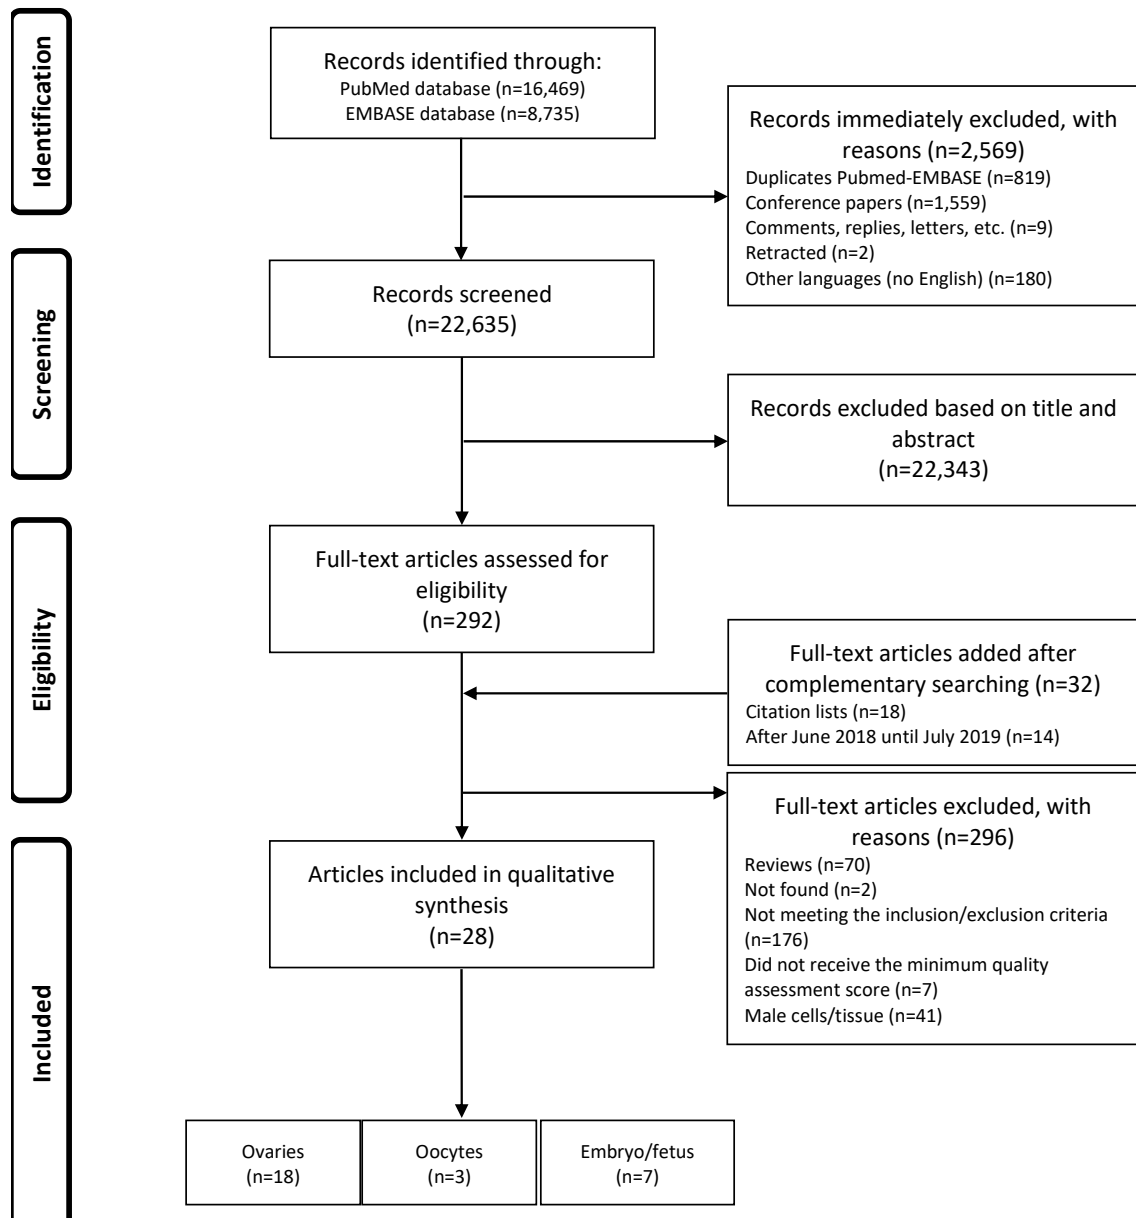 Identification
Records identified through:
PubMed database (n=16,469)
EMBASE database (n=8,735)
Records immediately excluded, with
reasons (n=2,569)
Duplicates Pubmed-EMBASE (n=819)
Conference papers (n=1,559)
Comments, replies, letters, etc. (n=9)
Retracted (n=2)
Other languages (no English) (n=180)
Screening
Records screened
(n=22,635)
Records excluded based on title and
abstract
(n=22,343)
Eligibility
Full-text articles assessed for
eligibility
(n=292)
Full-text articles added after
complementary searching (n=32)
Citation lists (n=18)
After June 2018 until July 2019 (n=14)
Full-text articles excluded, with
reasons (n=296)
Reviews (n=70)
Not found (n=2)
Not meeting the inclusion/exclusion criteria
(n=176)
Did not receive the minimum quality
assessment score (n=7)
Male cells/tissue (n=41)
Included
Articles included in qualitative
synthesis
(n=28)
Ovaries
(n=18)
Oocytes
(n=3)
Embryo/fetus
(n=7)